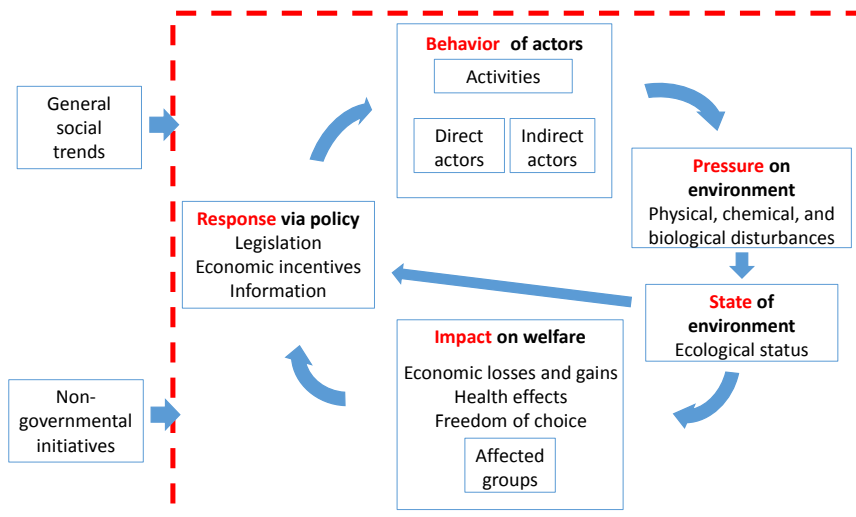 Behavior of actors
Activities
Direct
actors
Indirect
actors
General
social
trends
Pressure on
environment
Physical, chemical, and
biological disturbances
Response via policy
Legislation
Economic incentives
Information
State of
environment
Ecological status
Impact on welfare
Economic losses and gains
Health effects
Freedom of choice
Affected
groups
Non-
governmental
initiatives